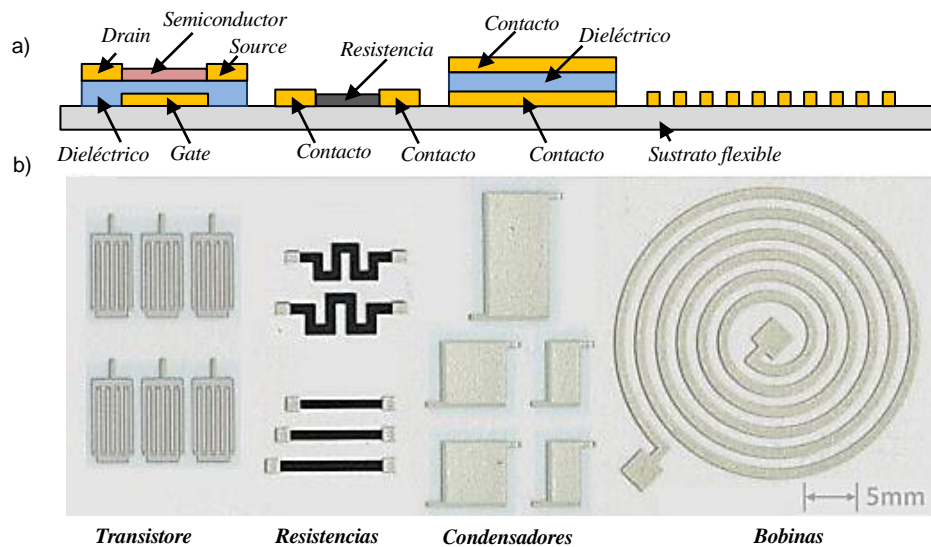 a)
Drain
Semiconductor
Source
Resistencia
Contacto
Dieléctrico
Dieléctrico
Gate
Contacto
Contacto
Contacto
Sustrato flexible
b)
5mm
Transistore
Resistencias
Condensadores
Bobinas